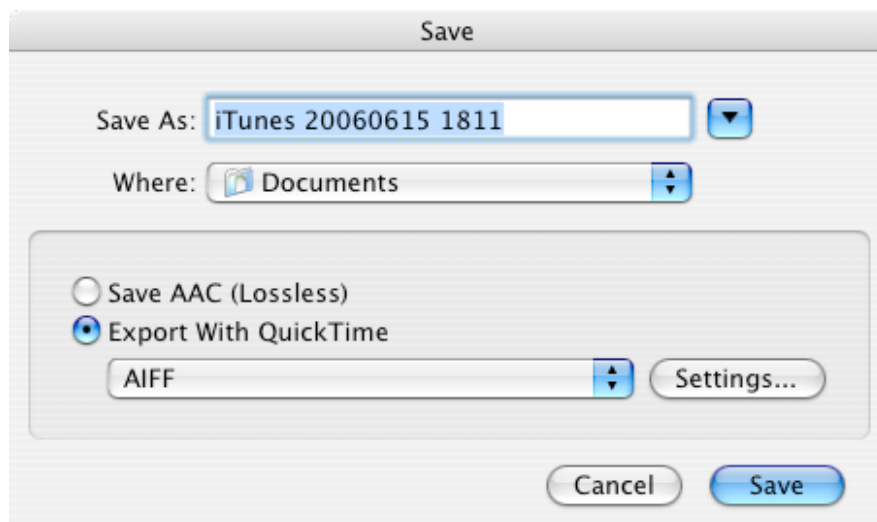 Save
Save As: iTunes 20060615 1811
Where: Documents
Save AAC (Lossless)
Export With QuickTime
AIFF Settings...
Cancel Save